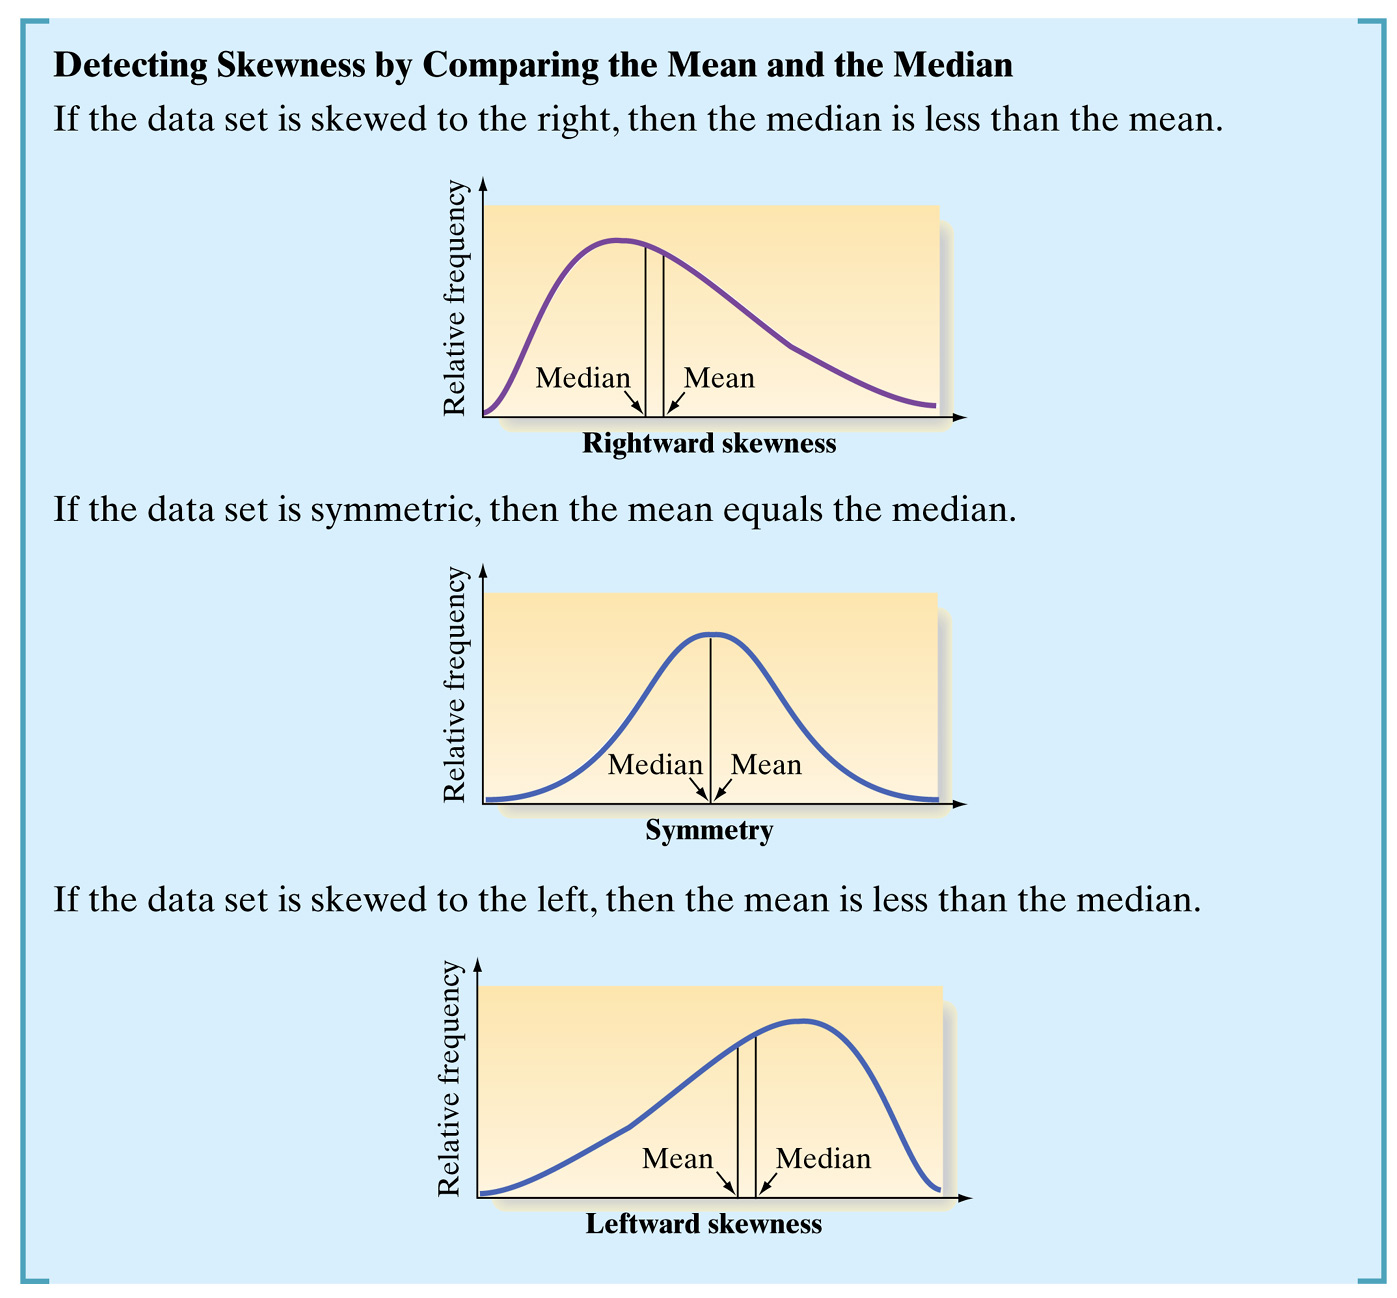 Detecting Skewness by Comparing the Mean and the Median
If the data set is skewed to the right, then the median is less than the mean.
Relative frequency
Median
Mean
Rightward skewness
If the data set is symmetric, then the mean equals the median.
Relative frequency
Median
Mean
Symmetry
If the data set is skewed to the left, then the mean is less than the median.
Relative frequency
Mean
Median
Leftward skewness